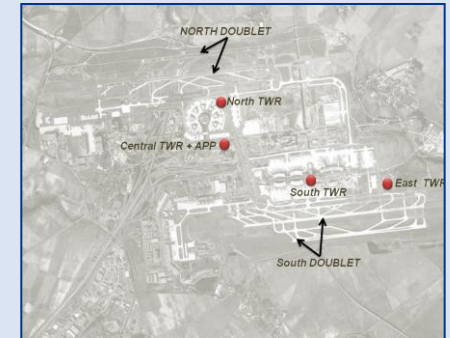 NORTH DOUBLET
North TWR
Central TWR + APP
South TWR
East TWR
South DOUBLET